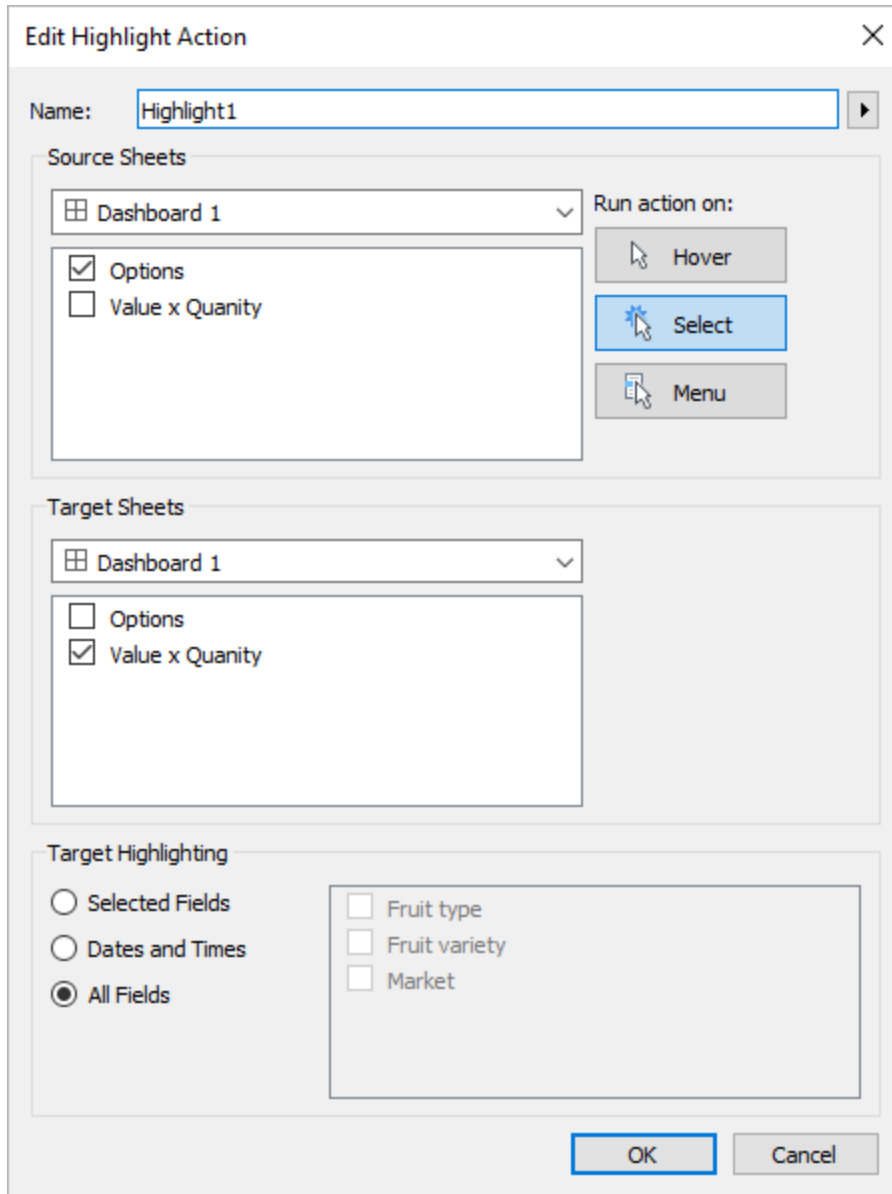 Edit Highlight Action
Name: Highlight1
Source Sheets
Dashboard 1
Run action on:
Options
Value x Quanity
Hover
Select
Menu
Target Sheets
Dashboard 1
Options
Value x Quanity
Target Highlighting
Selected Fields
Dates and Times
All Fields
Fruit type
Fruit variety
Market
OK Cancel